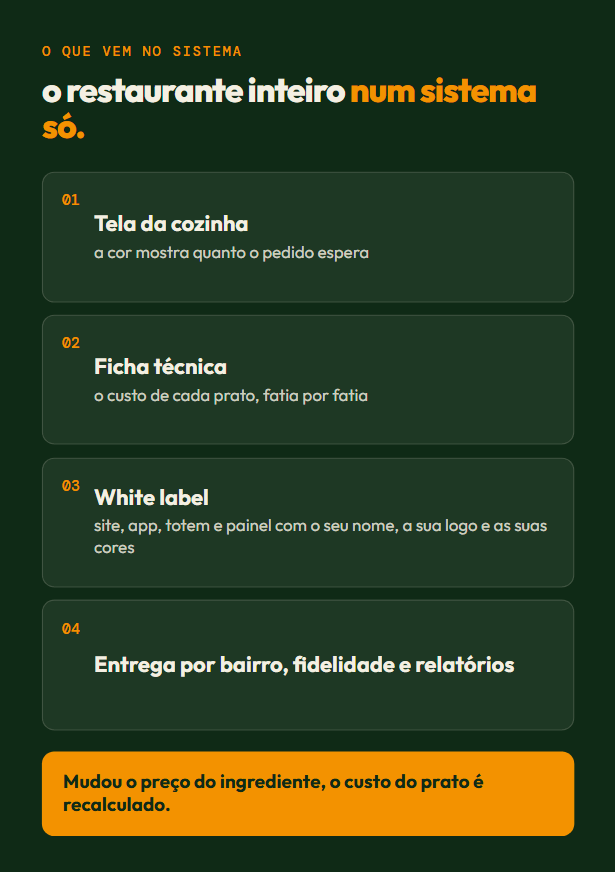 O QUE VEM NO SISTEMA
o restaurante inteiro num sistema
só.
01
Tela da cozinha
a cor mostra quanto o pedido espera
02
Ficha técnica
o custo de cada prato, fatia por fatia
03
White label
site, app, totem e painel com o seu nome, a sua logo e as suas
cores
04
Entrega por bairro, fidelidade e relatórios
Mudou o preço do ingrediente, o custo do prato é
recalculado.